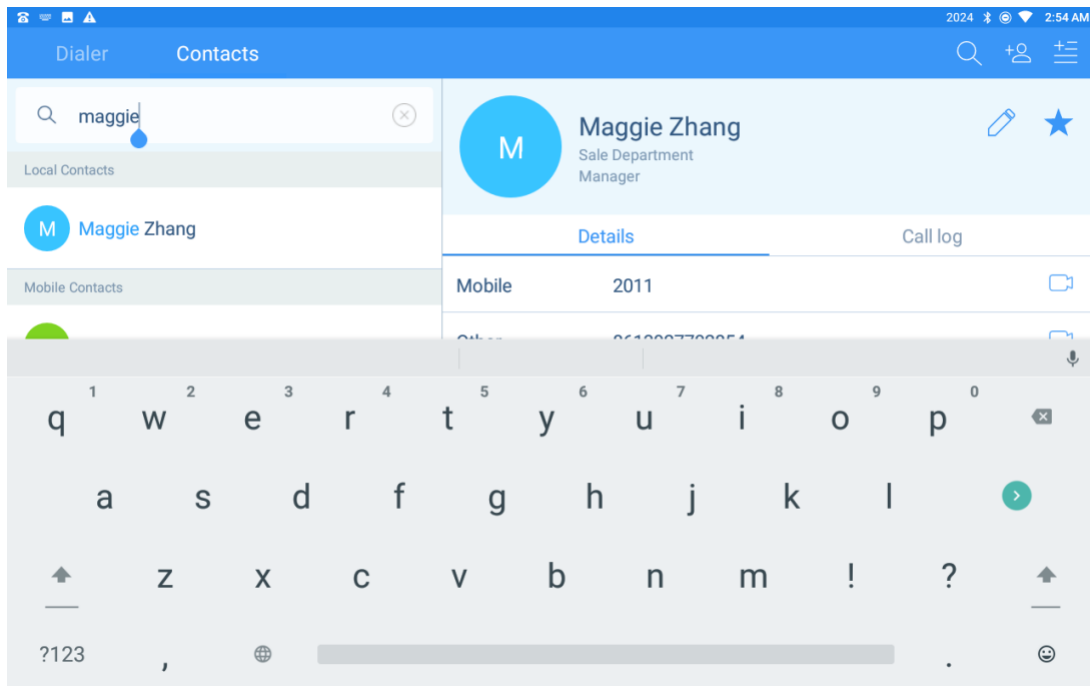 2024 2:54 AM
Dialer Contacts
maggie
Local Contacts
M Maggie Zhang
Mobile Contacts
M
Maggie Zhang
Sale Department
Manager
Details Call log
Mobile 2011
1 2 3 4 5 6 7 8 9 0
q w e r t y u i o p
a s d f g h j k l
z x c v b n m ! ?
?123 , .